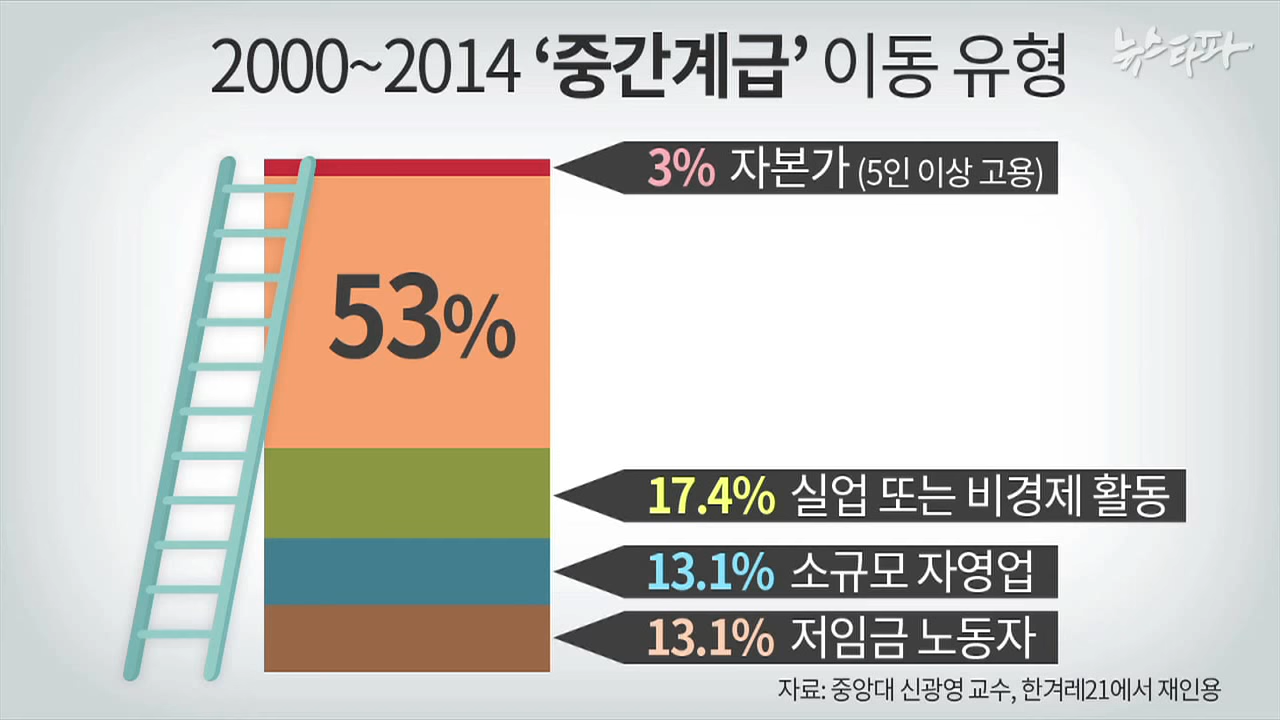 2000~2014 ‘중간계급’ 이동 유형
뉴스타파
3% 자본가 (5인 이상 고용)
53%
17.4% 실업 또는 비경제 활동
13.1% 소규모 자영업
13.1% 저임금 노동자
자료: 중앙대 신광영 교수, 한겨레21에서 재인용